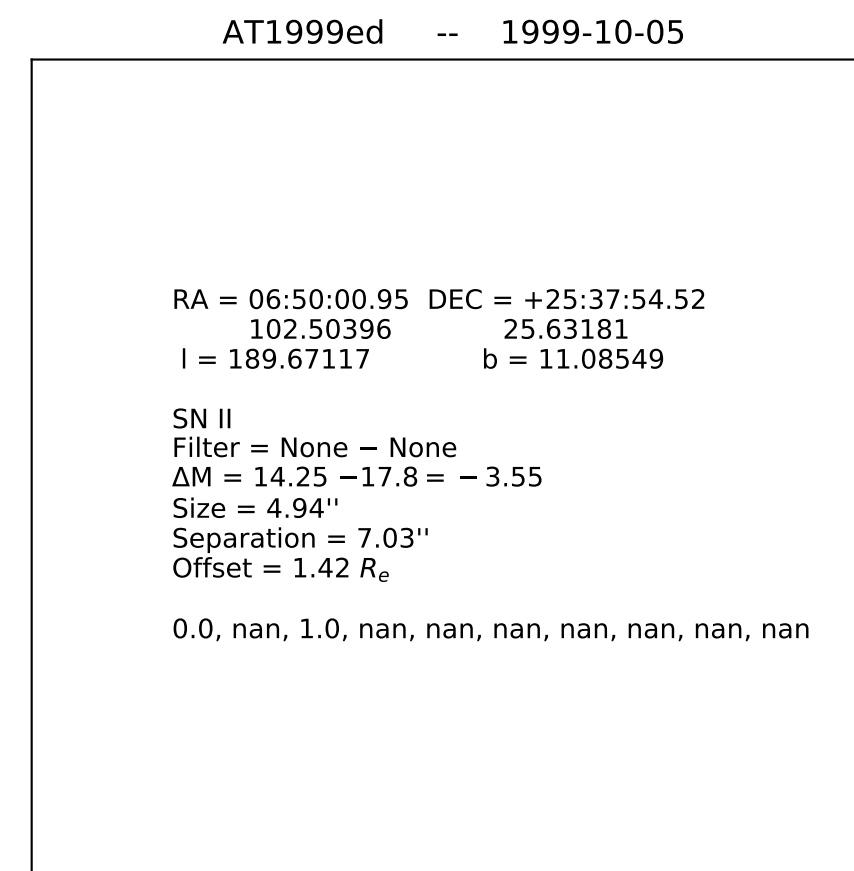 AT1999ed -- 1999-10-05
RA = 06:50:00.95 DEC = +25:37:54.52
102.50396 25.63181
l = 189.67117 b = 11.08549
SN II
Filter = None − None
ΔM = 14.25 −17.8 = − 3.55
Size = 4.94''
Separation = 7.03''
Offset = 1.42 Re
0.0, nan, 1.0, nan, nan, nan, nan, nan, nan, nan